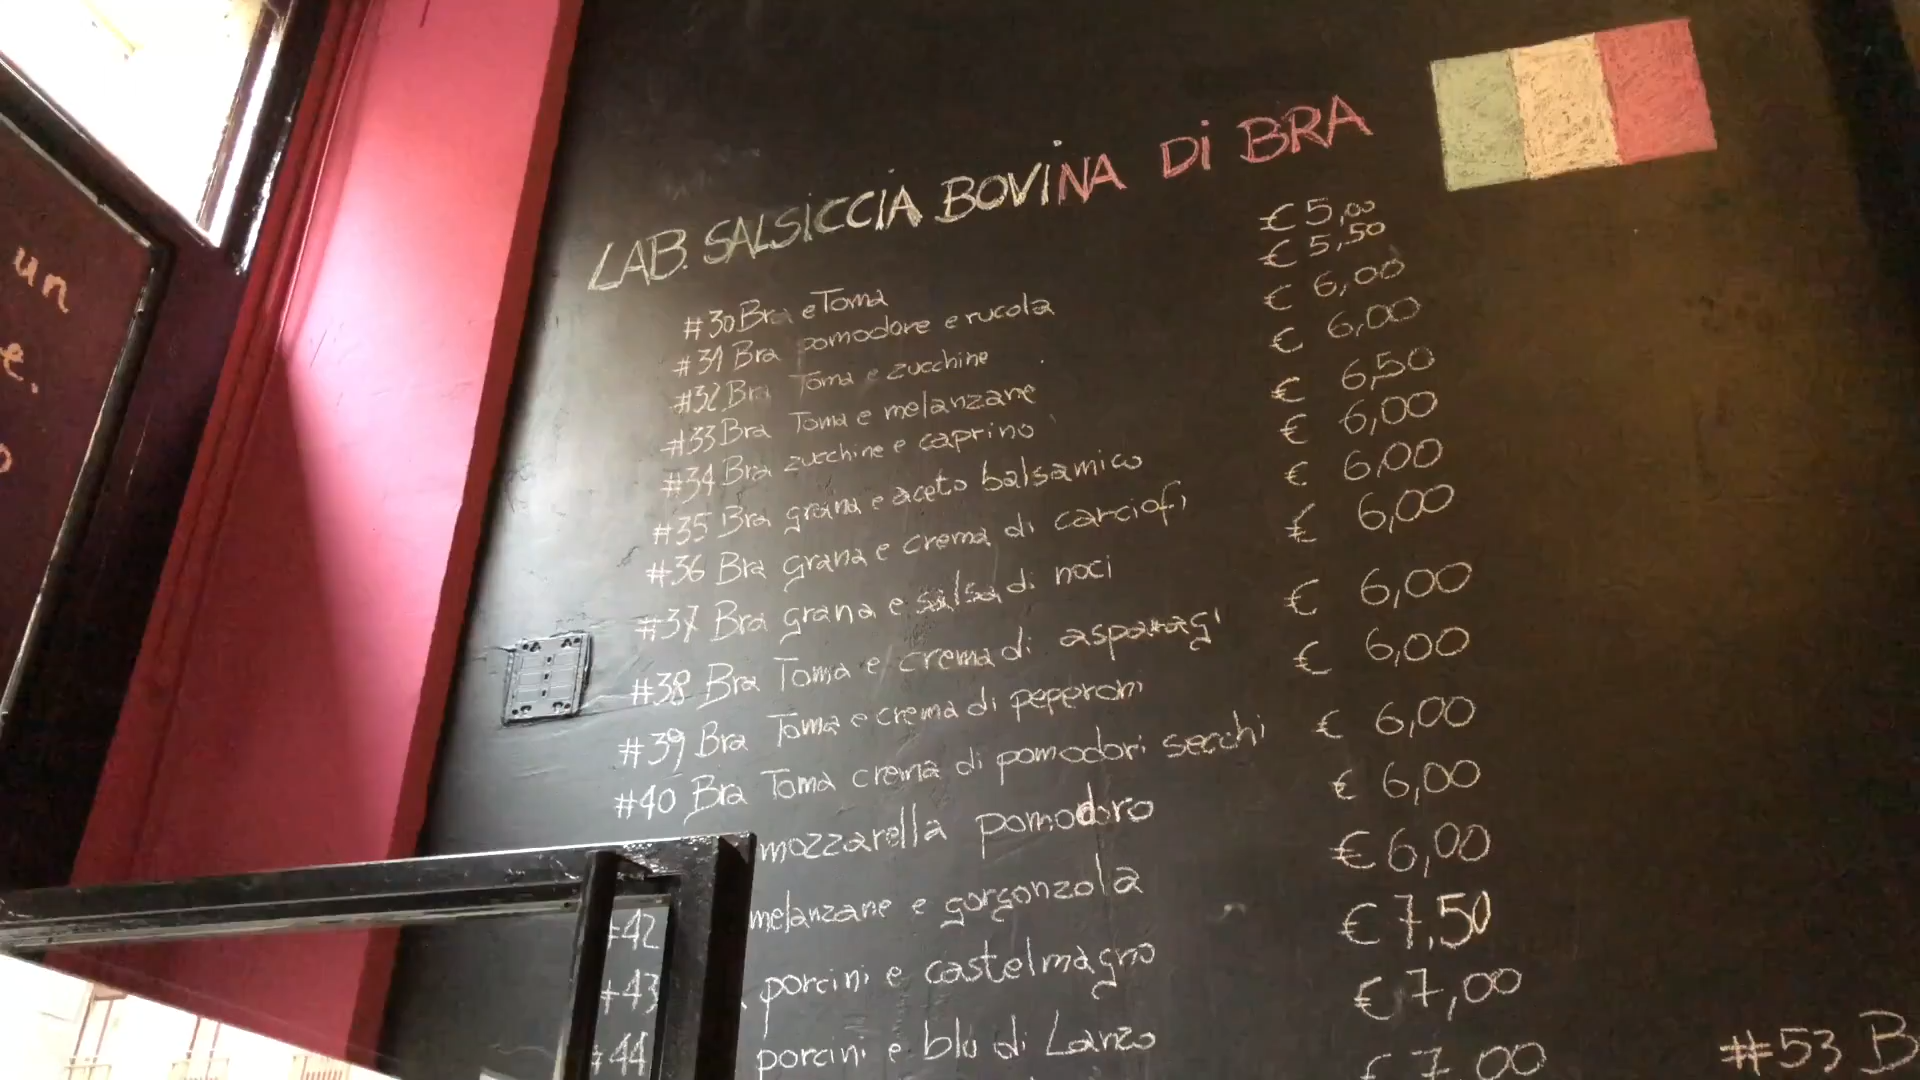 un
e.
o
LAB. SALSICCIA BOVINA DI BRA
#30 Bra e Toma € 5,00
#31 Bra pomodore e rucola € 5,50
#32 Bra Toma e zucchine € 6,00
#33 Bra Toma e melanzane € 6,00
#34 Bra zucchine e caprino € 6,50
#35 Bra grana e aceto balsamico € 6,00
#36 Bra grana e crema di carciofi € 6,00
#37 Bra grana e salsa di noci € 6,00
#38 Bra Toma e crema di asparagi € 6,00
#39 Bra Toma e crema di peperoni € 6,00
#40 Bra Toma crema di pomodori secchi € 6,00
mozzarella pomodoro € 6,00
#42 melanzane e gorgonzola € 6,00
#43 porcini e castelmagno € 7,50
#44 porcini e blu di Lanzo € 7,00
€ 7,00
#53 B